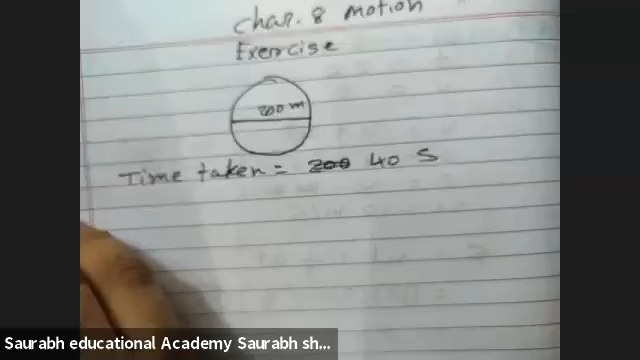 Chap. 8 motion
Exercise
200 m
Time taken = 200 40 S
Saurabh educational Academy Saurabh sh...